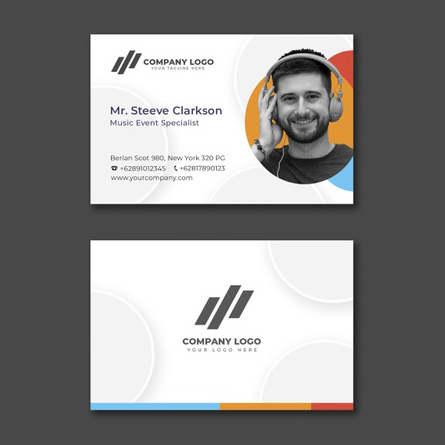 COMPANY LOGO
YOUR TAGLINE HERE
Mr. Steeve Clarkson
Music Event Specialist
Berlan Scot 980, New York 320 PG
+62891012345 +62817890123
www.yourcompany.com
COMPANY LOGO
YOUR LOGO HERE